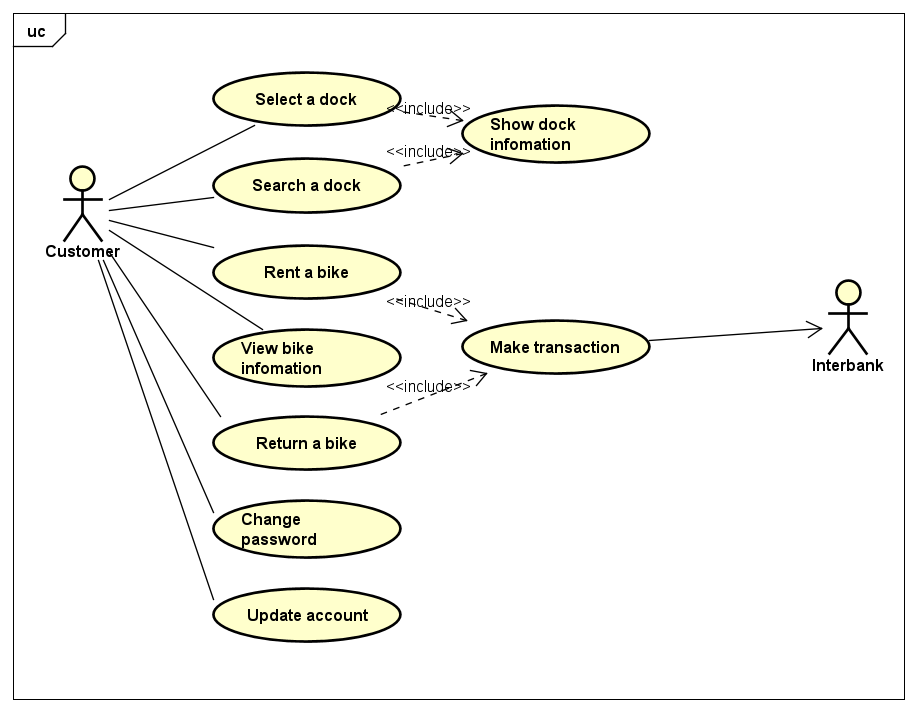 uc
Select a dock
<<include>>
Show dock
infomation
<<include>>
Search a dock
Customer
Rent a bike
<<include>>
Make transaction
Interbank
View bike
infomation
<<include>>
Return a bike
Change
password
Update account